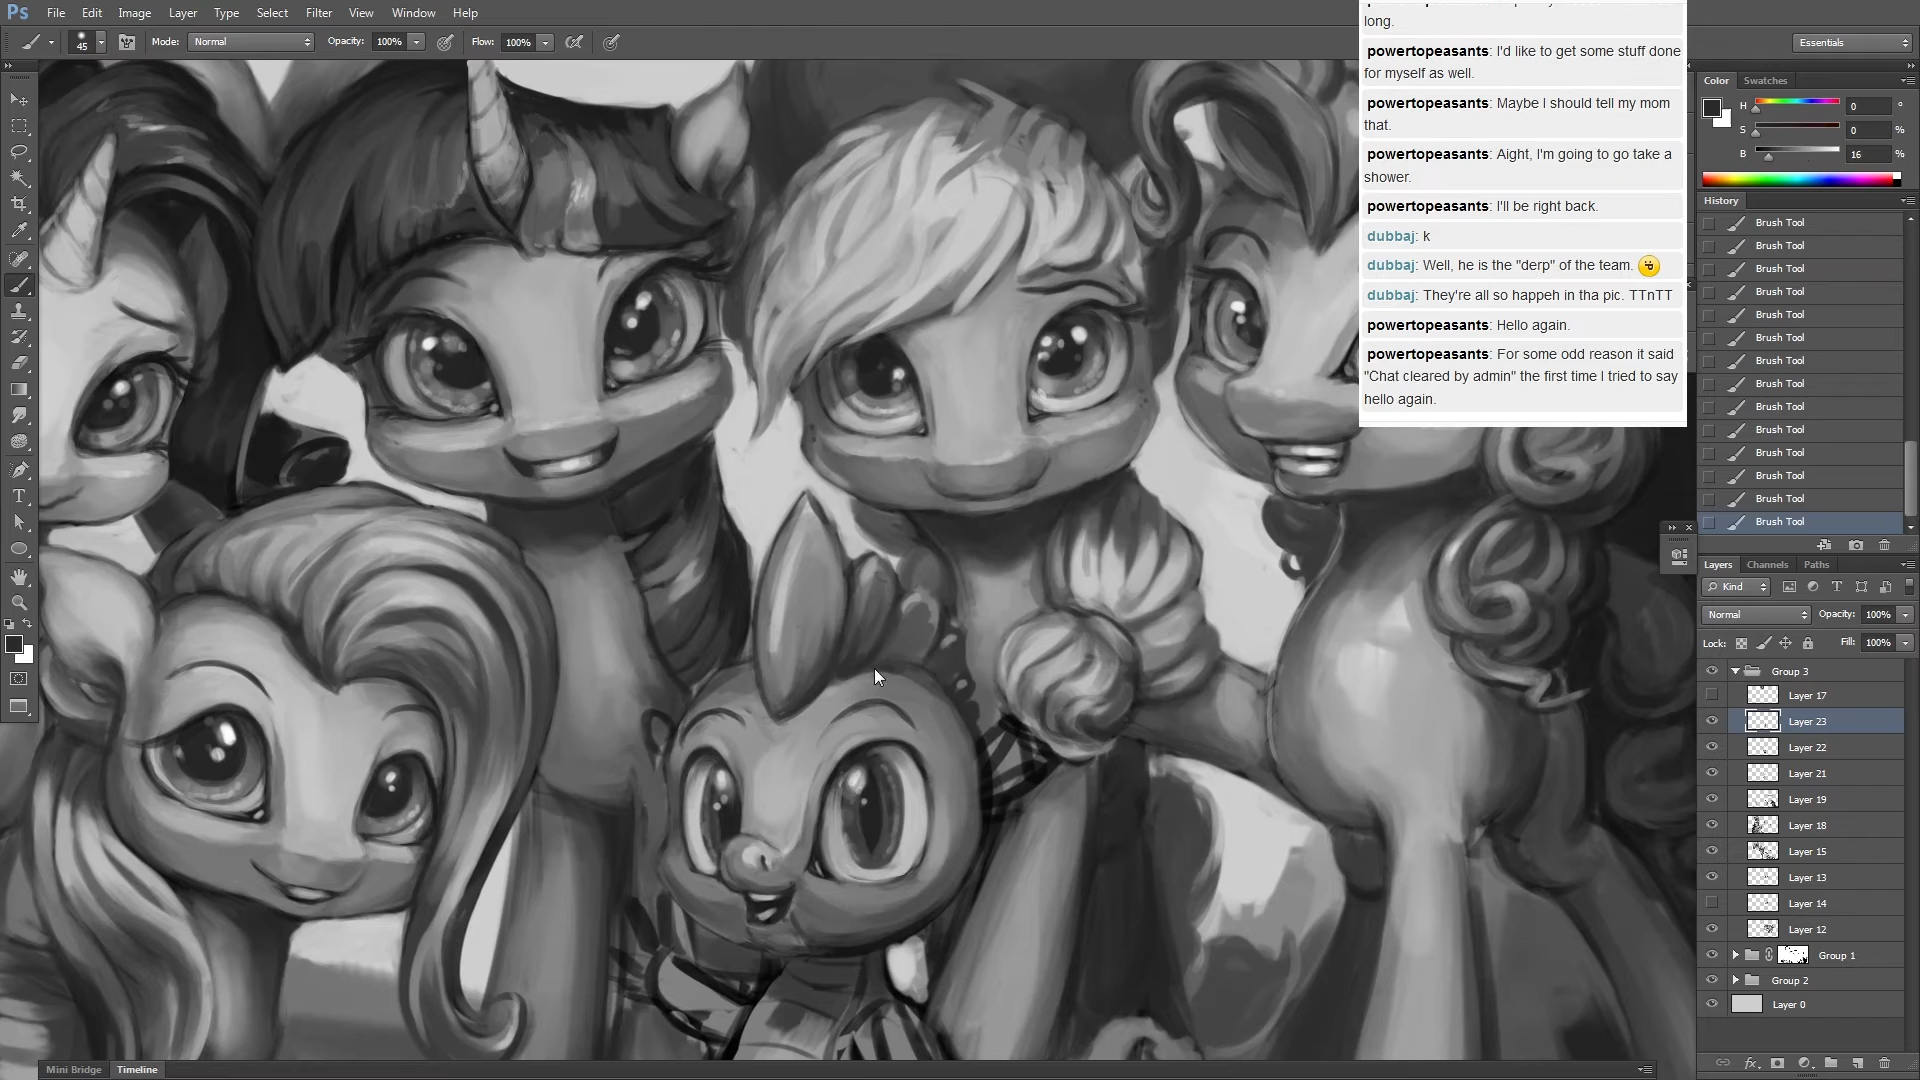 Ps File Edit Image Layer Type Select Filter View Window Help
45 Mode: Normal Opacity: 100% Flow: 100% Essentials
long.
powertopeasants: I'd like to get some stuff done
for myself as well.
powertopeasants: Maybe I should tell my mom
that.
powertopeasants: Aight, I'm going to go take a
shower.
powertopeasants: I'll be right back.
dubbaj: k
dubbaj: Well, he is the "derp" of the team.
dubbaj: They're all so happeh in tha pic. TTnTT
powertopeasants: Hello again.
powertopeasants: For some odd reason it said
"Chat cleared by admin" the first time I tried to say
hello again.
Color Swatches
H 0 °
S 0 %
B 16 %
History
Brush Tool
Brush Tool
Brush Tool
Brush Tool
Brush Tool
Brush Tool
Brush Tool
Brush Tool
Brush Tool
Brush Tool
Brush Tool
Brush Tool
Brush Tool
Brush Tool
Layers Channels Paths
Kind
Normal Opacity: 100%
Lock: Fill: 100%
Group 3
Layer 17
Layer 23
Layer 22
Layer 21
Layer 19
Layer 18
Layer 15
Layer 13
Layer 14
Layer 12
Group 1
Group 2
Layer 0
Mini Bridge Timeline